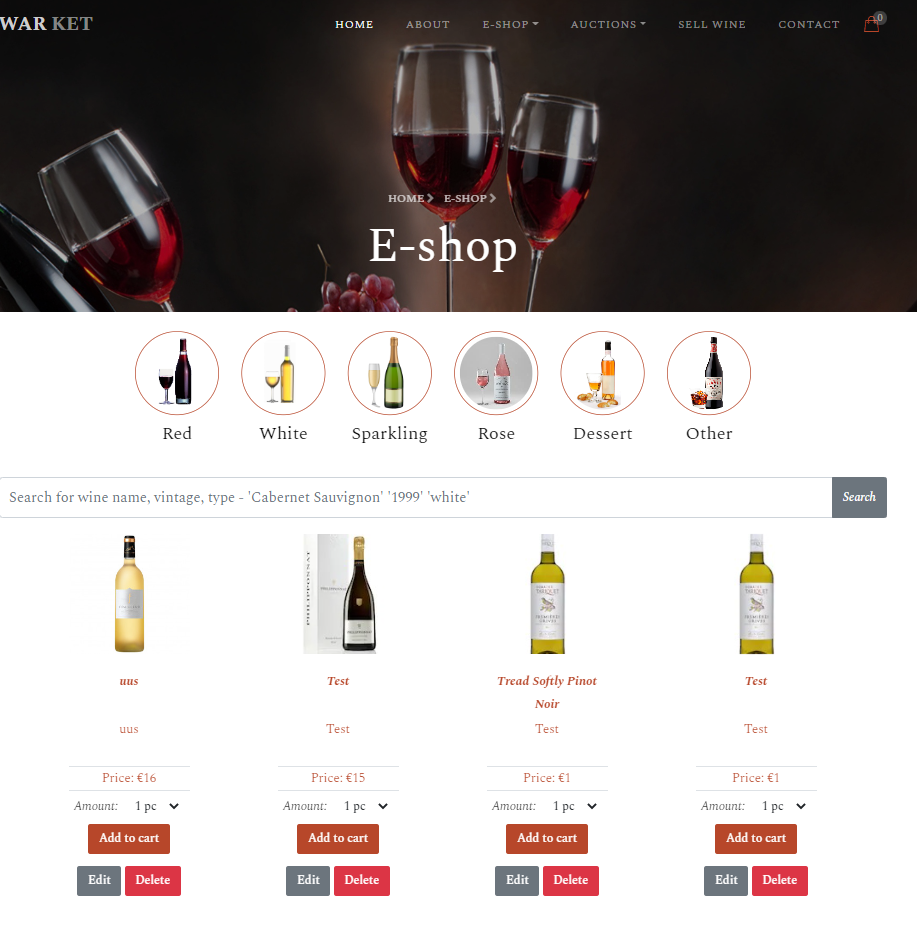 WAR KET
HOME ABOUT E-SHOP AUCTIONS SELL WINE CONTACT 0
HOME E-SHOP
E-shop
Red White Sparkling Rose Dessert Other
Search for wine name, vintage, type - 'Cabernet Sauvignon' '1999' 'white' Search
PHILIPPONNAT
TARIQUET TARIQUET
uus Test Tread Softly Pinot Test
Noir
uus Test Test Test
Price: €16 Price: €15 Price: €1 Price: €1
Amount: 1 pc Amount: 1 pc Amount: 1 pc Amount: 1 pc
Add to cart Add to cart Add to cart Add to cart
Edit Delete Edit Delete Edit Delete Edit Delete